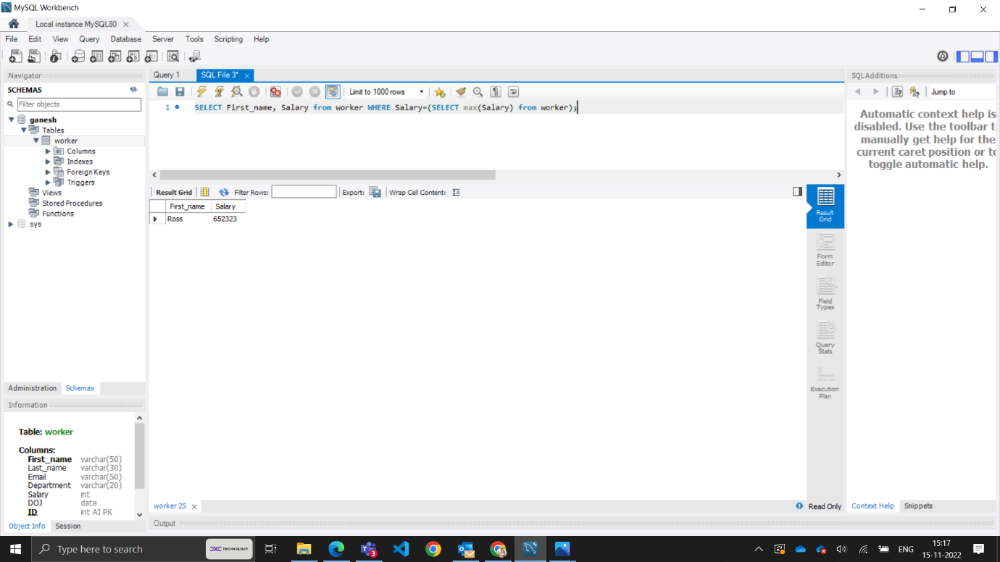 MySQL Workbench
Local instance MySQL80
File Edit View Query Database Server Tools Scripting Help
Navigator
SCHEMAS
Filter objects
ganesh
Tables
worker
Columns
Indexes
Foreign Keys
Triggers
Views
Stored Procedures
Functions
sys
Administration Schemas
Information
Table: worker
Columns:
First_name varchar(50)
Last_name varchar(30)
Email varchar(50)
Department varchar(20)
Salary int
DOJ date
ID int AI PK
Object Info Session
Query 1 SQL File 3*
Limit to 1000 rows
1 SELECT First_name, Salary from worker WHERE Salary=(SELECT max(Salary) from worker);
Result Grid Filter Rows: Export: Wrap Cell Content:
First_name Salary
Ross 652323
Result
Grid
Form
Editor
Field
Types
Query
Stats
Execution
Plan
worker 25
Read Only
Output
SQLAdditions
Jump to
Automatic context help is
disabled. Use the toolbar t
manually get help for the
current caret position or to
toggle automatic help.
Context Help Snippets
Type here to search
DXC TECHNOLOGY
3
ENG
15:17
15-11-2022